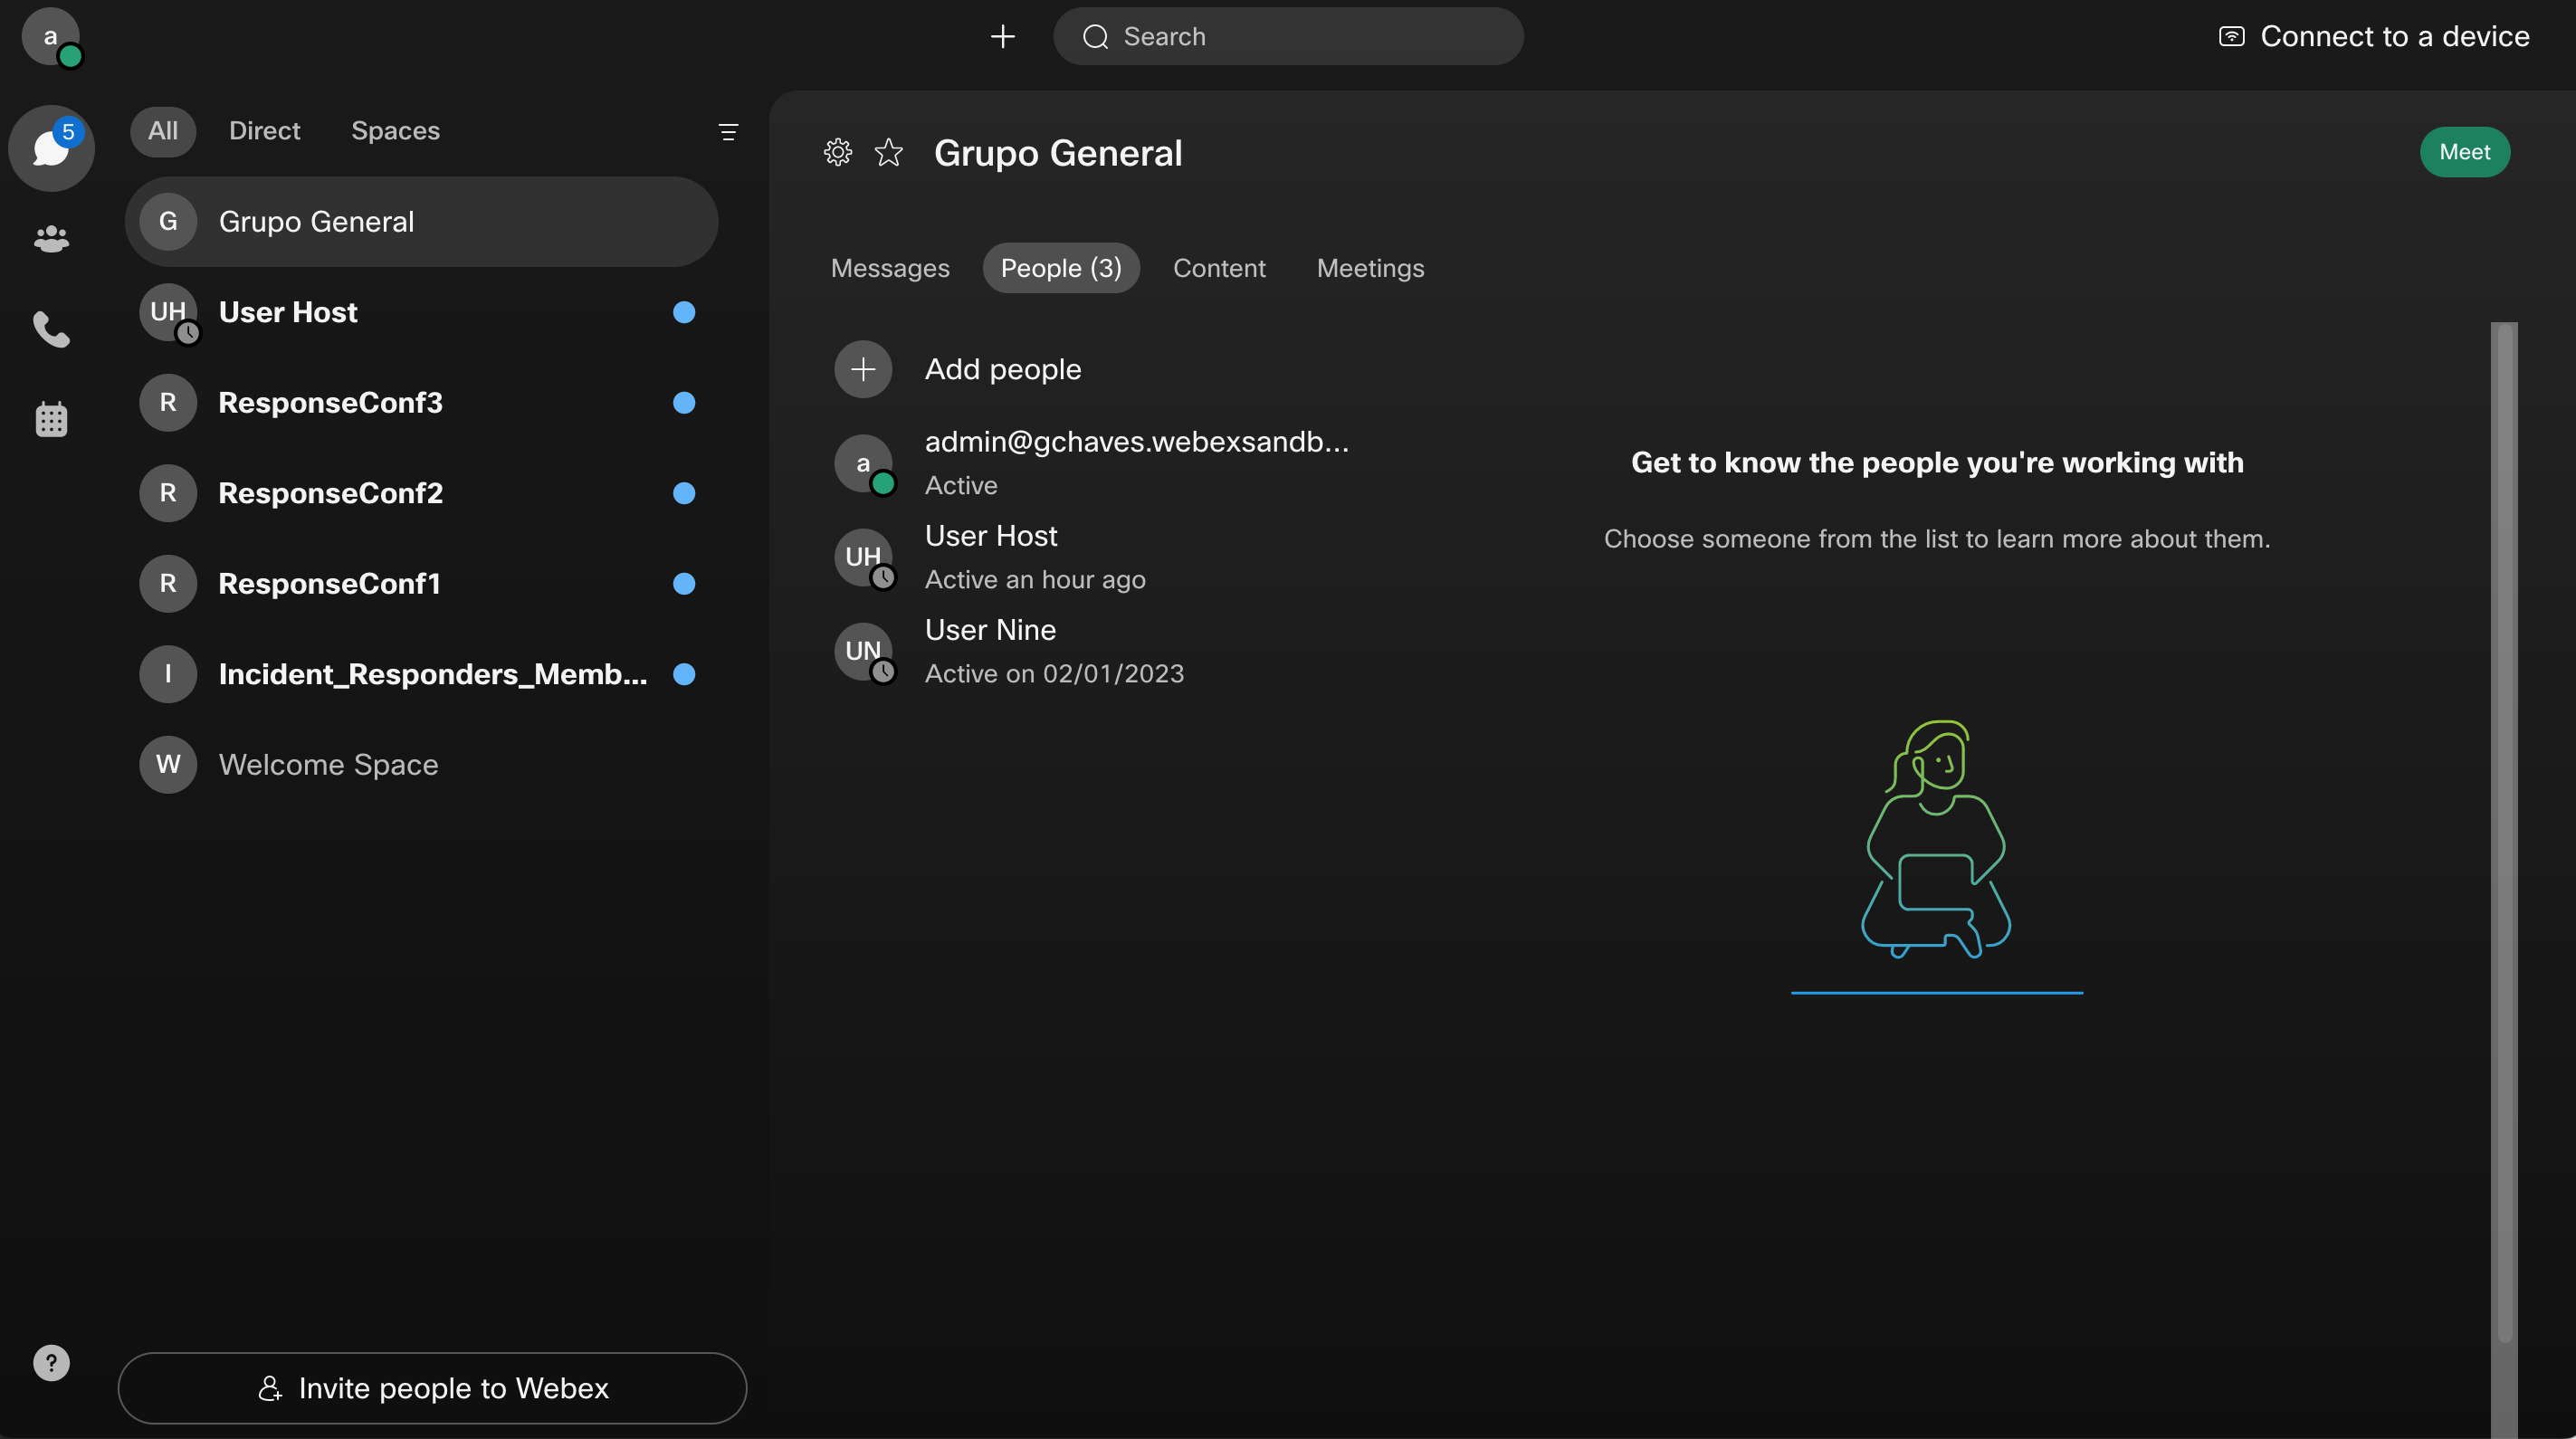 a
Search
Connect to a device
5
All
Direct
Spaces
G
Grupo General
UH
User Host
R
ResponseConf3
R
ResponseConf2
R
ResponseConf1
I
Incident_Responders_Memb...
W
Welcome Space
?
Invite people to Webex
Grupo General
Meet
Messages
People (3)
Content
Meetings
Add people
a
admin@gchaves.webexsandb...
Active
UH
User Host
Active an hour ago
UN
User Nine
Active on 02/01/2023
Get to know the people you're working with
Choose someone from the list to learn more about them.